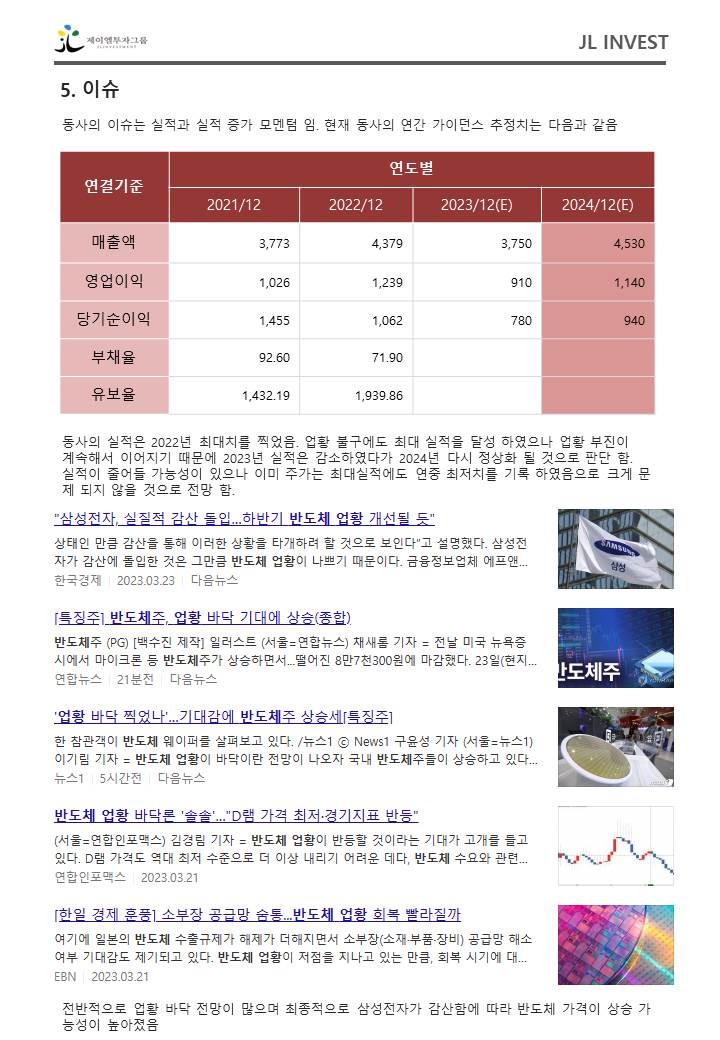 제이엘투자그룹
JLINVESTMENT
JL INVEST
5. 이슈
동사의 이슈는 실적과 실적 증가 모멘텀 임. 현재 동사의 연간 가이던스 추정치는 다음과 같음
연결기준 연도별
2021/12 2022/12 2023/12(E) 2024/12(E)
매출액 3,773 4,379 3,750 4,530
영업이익 1,026 1,239 910 1,140
당기순이익 1,455 1,062 780 940
부채율 92.60 71.90
유보율 1,432.19 1,939.86
동사의 실적은 2022년 최대치를 찍었음. 업황 불구에도 최대 실적을 달성 하였으나 업황 부진이
계속해서 이어지기 때문에 2023년 실적은 감소하였다가 2024년 다시 정상화 될 것으로 판단 함.
실적이 줄어들 가능성이 있으나 이미 주가는 최대실적에도 연중 최저치를 기록 하였음으로 크게 문
제 되지 않을 것으로 전망 함.
"삼성전자, 실질적 감산 돌입...하반기 반도체 업황 개선될 듯"
상태인 만큼 감산을 통해 이러한 상황을 타개하려 할 것으로 보인다"고 설명했다. 삼성전
자가 감산에 돌입한 것은 그만큼 반도체 업황이 나쁘기 때문이다. 금융정보업체 에프앤...
한국경제 | 2023.03.23 | 다음뉴스
SAMSUNG
삼성
[특징주] 반도체주, 업황 바닥 기대에 상승(종합)
반도체주 (PG) [백수진 제작] 일러스트 (서울=연합뉴스) 채새롬 기자 = 전날 미국 뉴욕증
시에서 마이크론 등 반도체주가 상승하면서...떨어진 8만7천300원에 마감했다. 23일(현지...
연합뉴스 | 21분전 | 다음뉴스
반도체주
'업황 바닥 찍었나'...기대감에 반도체주 상승세[특징주]
한 참관객이 반도체 웨이퍼를 살펴보고 있다. /뉴스1 ⓒ News1 구윤성 기자 (서울=뉴스1)
이기림 기자 = 반도체 업황이 바닥이란 전망이 나오자 국내 반도체주들이 상승하고 있다...
뉴스1 | 5시간전 | 다음뉴스
반도체 업황 바닥론 '솔솔'..."D램 가격 최저·경기지표 반등"
(서울=연합인포맥스) 김경림 기자 = 반도체 업황이 반등할 것이라는 기대가 고개를 들고
있다. D램 가격도 역대 최저 수준으로 더 이상 내리기 어려운 데다, 반도체 수요와 관련...
연합인포맥스 | 2023.03.21
[한일 경제 훈풍] 소부장 공급망 숨통...반도체 업황 회복 빨라질까
여기에 일본의 반도체 수출규제가 해제가 더해지면서 소부장(소재·부품·장비) 공급망 해소
여부 기대감도 제기되고 있다. 반도체 업황이 저점을 지나고 있는 만큼, 회복 시기에 대...
EBN | 2023.03.21
전반적으로 업황 바닥 전망이 많으며 최종적으로 삼성전자가 감산함에 따라 반도체 가격이 상승 가
능성이 높아졌음